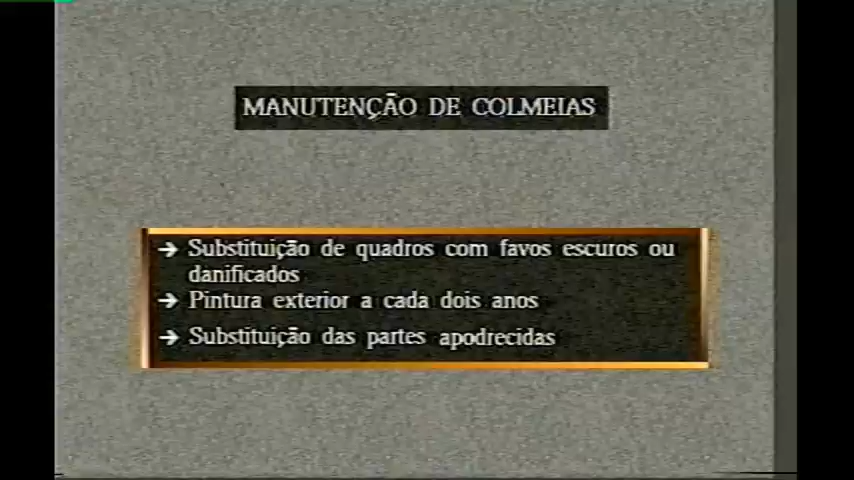 MANUTENÇÃO DE COLMEIAS
→ Substituição de quadros com favos escuros ou
danificados
→ Pintura exterior a cada dois anos
→ Substituição das partes apodrecidas